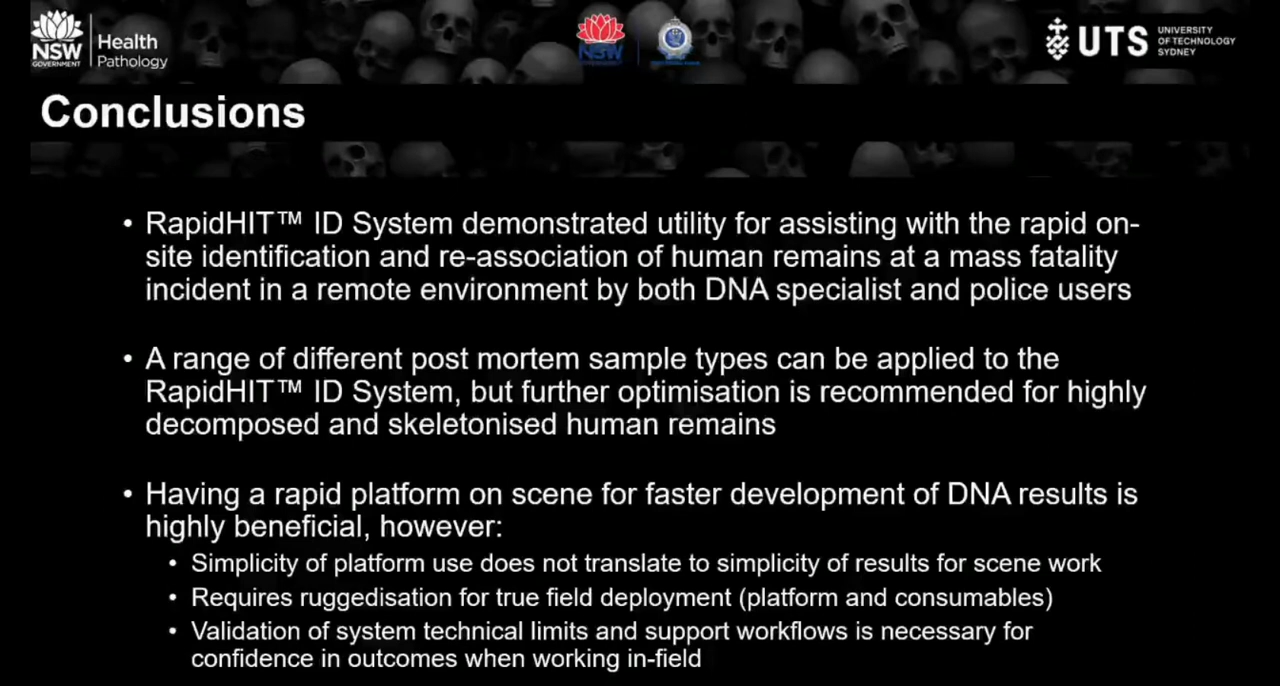 NSW
GOVERNMENT
Health
Pathology
NSW
UTS
UNIVERSITY
OF TECHNOLOGY
SYDNEY
Conclusions
• RapidHIT™ ID System demonstrated utility for assisting with the rapid on-
site identification and re-association of human remains at a mass fatality
incident in a remote environment by both DNA specialist and police users
• A range of different post mortem sample types can be applied to the
RapidHIT™ ID System, but further optimisation is recommended for highly
decomposed and skeletonised human remains
• Having a rapid platform on scene for faster development of DNA results is
highly beneficial, however:
• Simplicity of platform use does not translate to simplicity of results for scene work
• Requires ruggedisation for true field deployment (platform and consumables)
• Validation of system technical limits and support workflows is necessary for
confidence in outcomes when working in-field